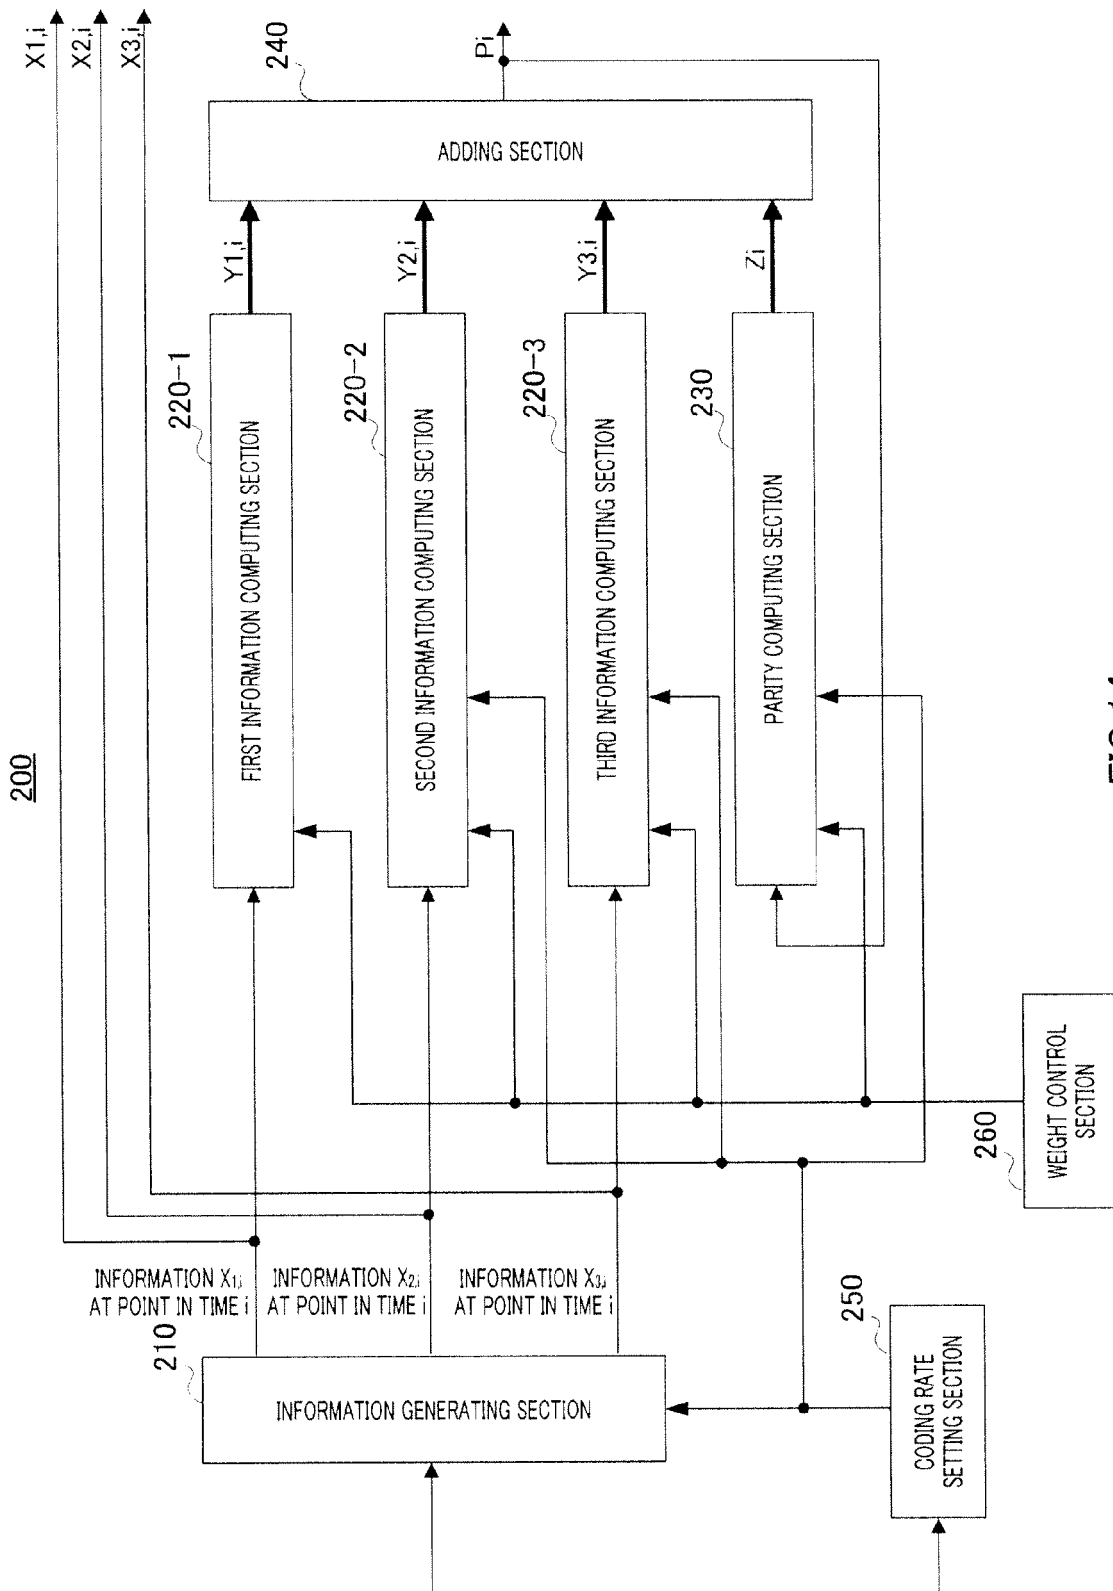 200
X1,i
X2,i
X3,i
INFORMATION X1,i
AT POINT IN TIME i
INFORMATION X2,i
AT POINT IN TIME i
INFORMATION X3,i
AT POINT IN TIME i
210
INFORMATION GENERATING SECTION
220-1
FIRST INFORMATION COMPUTING SECTION
Y1,i
220-2
SECOND INFORMATION COMPUTING SECTION
Y2,i
220-3
THIRD INFORMATION COMPUTING SECTION
Y3,i
230
PARITY COMPUTING SECTION
Zi
240
ADDING SECTION
Pi
250
CODING RATE
SETTING SECTION
260
WEIGHT CONTROL
SECTION